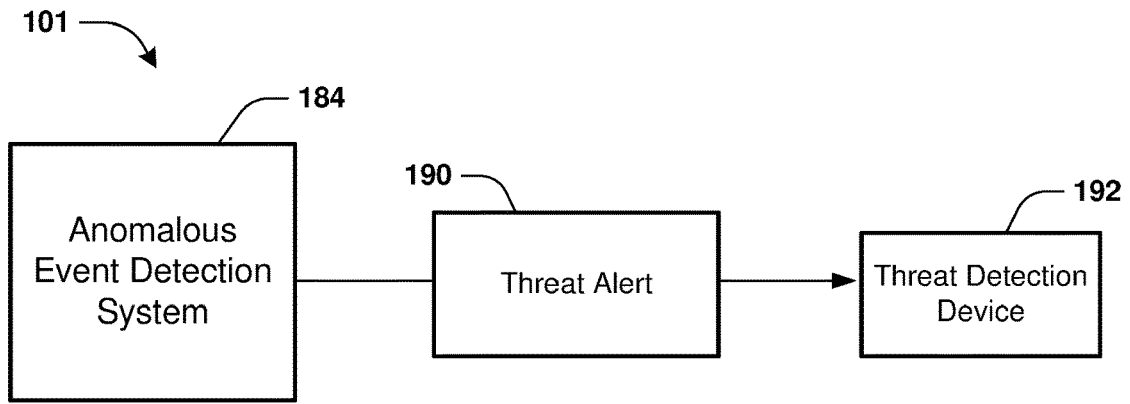 101
184
190
192
Anomalous
Event Detection
System
Threat Alert
Threat Detection
Device